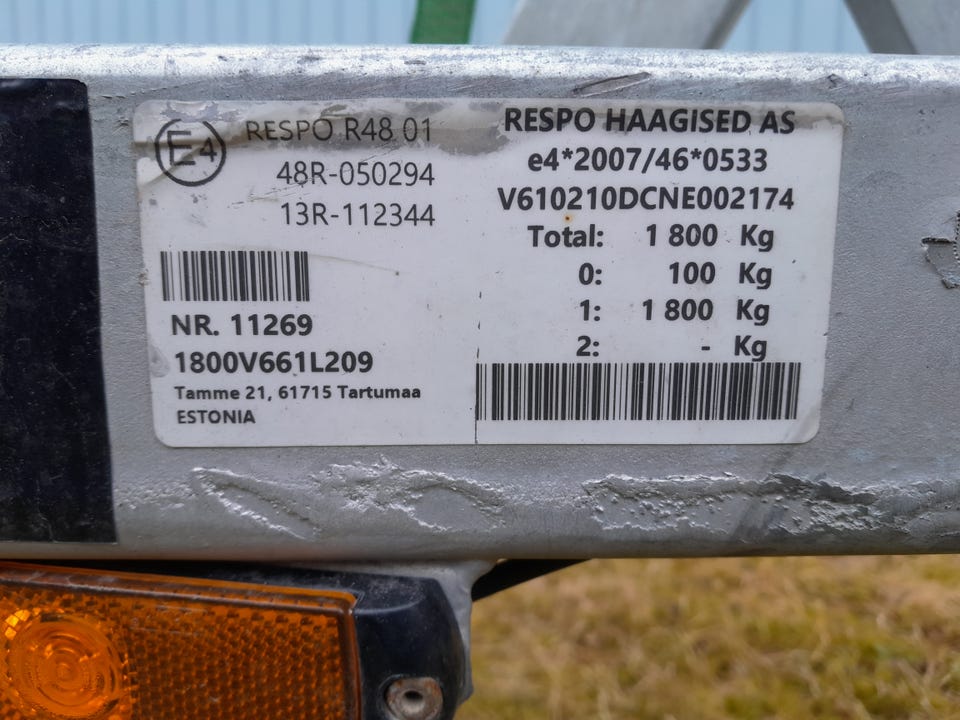 E4
RESPO R48 01
48R-050294
13R-112344
NR. 11269
1800V661L209
Tamme 21, 61715 Tartumaa
ESTONIA
RESPO HAAGISED AS
e4*2007/46*0533
V610210DCNE002174
Total: 1 800 Kg
0: 100 Kg
1: 1 800 Kg
2: - Kg